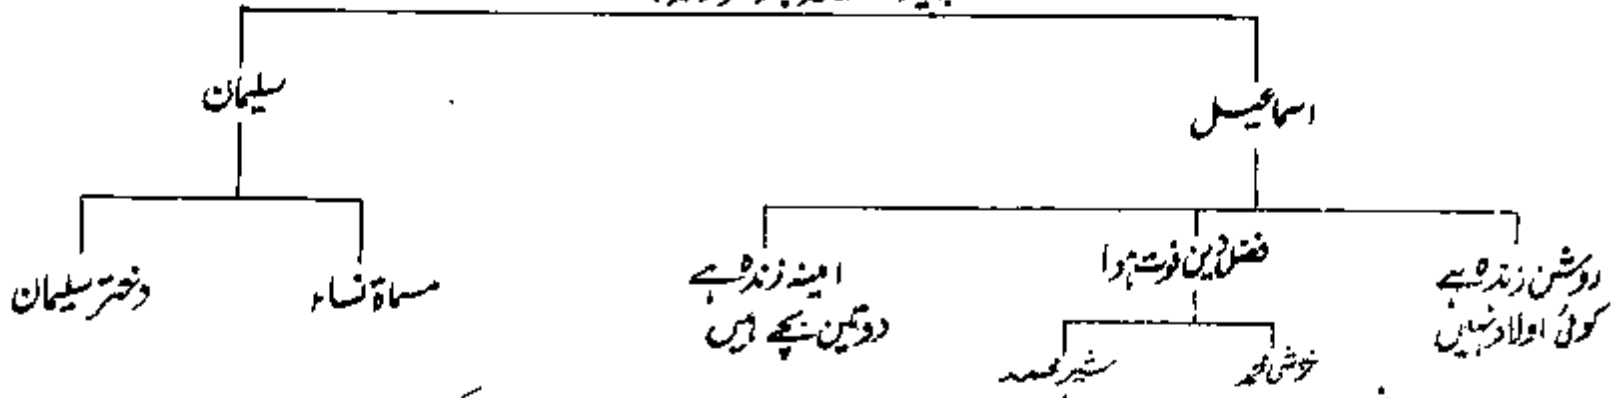 سلیمان
اسماعیل
روشن زندہ ہے
کوئی اولاد نہیں
فضل دین فوت ہوا
امینہ زندہ ہے
دو تین بچے ہیں
مسماۃ نساء
دختر سلیمان
خوشی محمد
شیر محمد